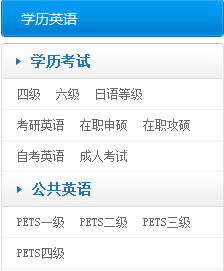 学历英语
学历考试
四级 六级 日语等级
考研英语 在职申硕 在职攻硕
自考英语 成人考试
公共英语
PETS一级 PETS二级 PETS三级
PETS四级